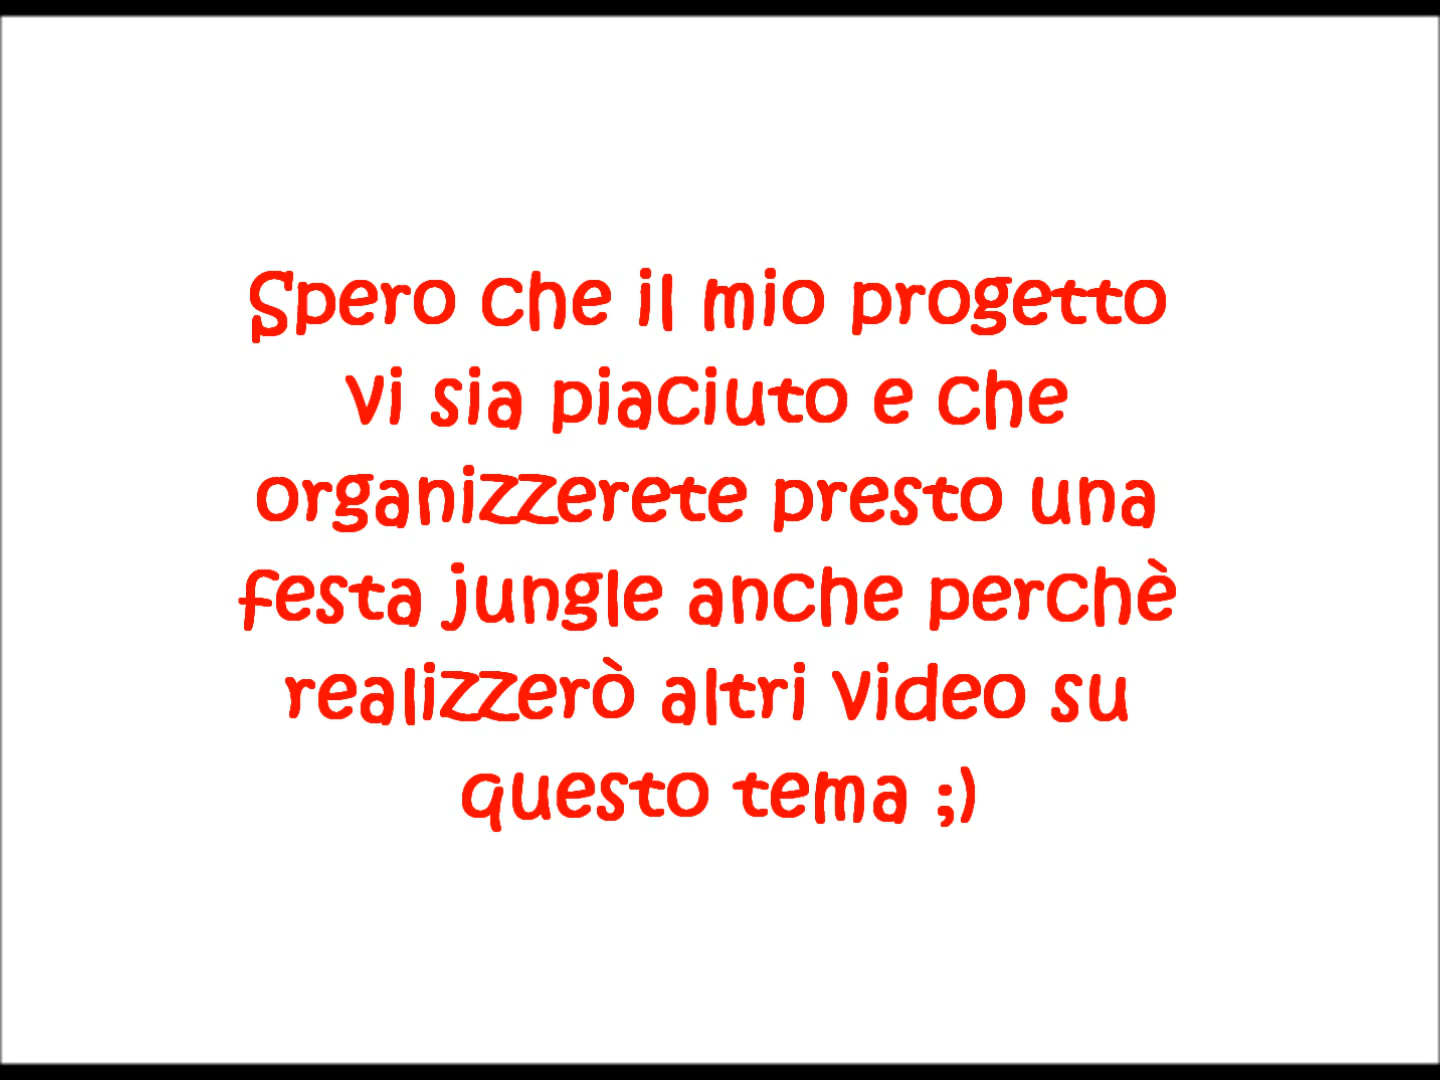 Spero che il mio progetto
vi sia piaciuto e che
organizzerete presto una
festa jungle anche perchè
realizzerò altri video su
questo tema ;)